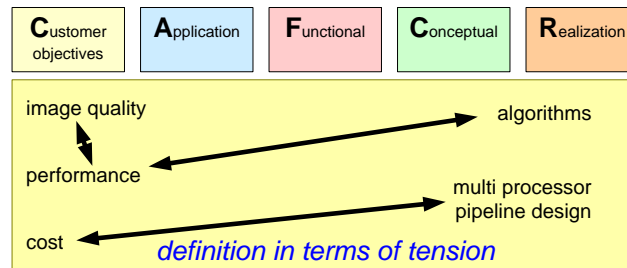 Customer
objectives
Application
Functional
Conceptual
Realization
image quality
algorithms
performance
multi processor
pipeline design
cost
definition in terms of tension